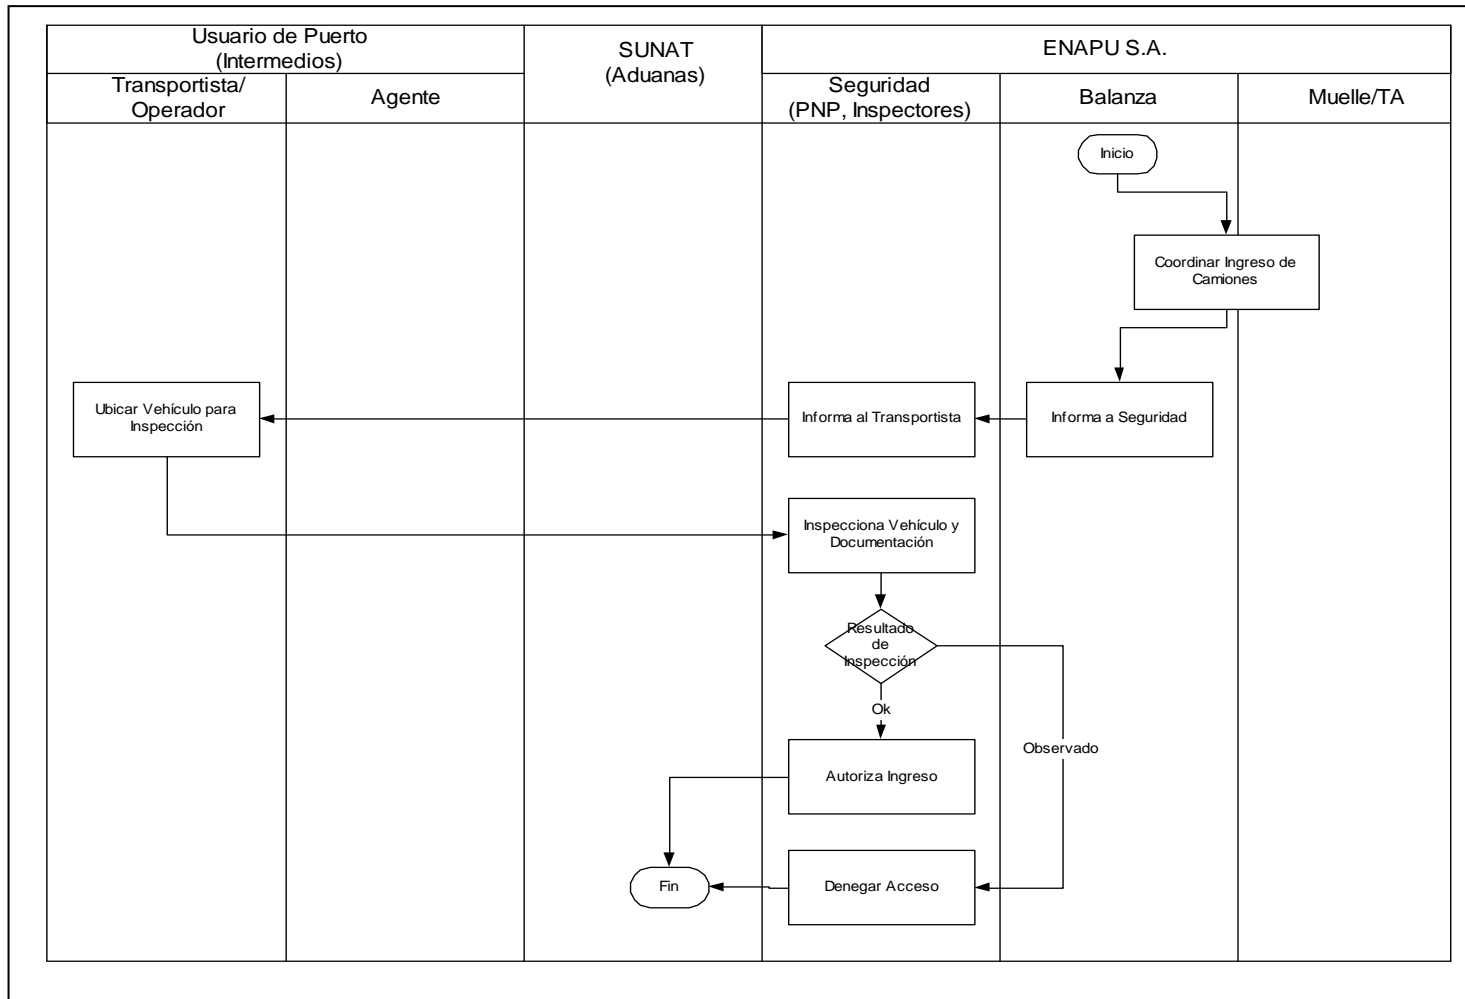 Usuario de Puerto
(Intermedios)
SUNAT
(Aduanas)
ENAPU S.A.
Transportista/
Operador
Agente
Seguridad
(PNP, Inspectores)
Balanza
Muelle/TA
Inicio
Coordinar Ingreso de
Camiones
Ubicar Vehículo para
Inspección
Informa al Transportista
Informa a Seguridad
Inspecciona Vehículo y
Documentación
Resultado
de
Inspección
Ok
Observado
Autoriza Ingreso
Fin
Denegar Acceso